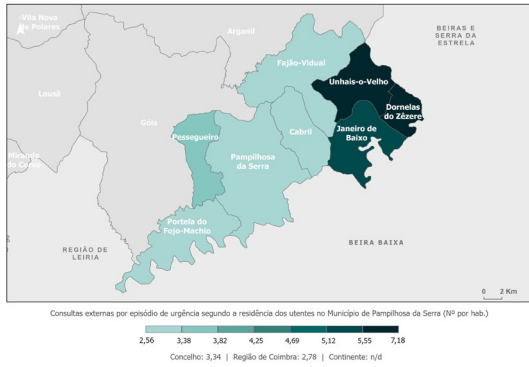 Vila Nova
de Poiares
Arganil
BEIRAS E
SERRA DA
ESTRELA
Fajão-Vidual
Unhais-o-Velho
Lousã
Dornelas
do Zêzere
Góis
Pessegueiro
Cabril
Janeiro de
Baixo
Miranda
do Corvo
Pampilhosa
da Serra
Portela do
Fojo-Machio
REGIÃO DE
LEIRIA
BEIRA BAIXA
0 2 Km
Consultas externas por episódio de urgência segundo a residência dos utentes no Município de Pampilhosa da Serra (Nº por hab.)
2,56 3,38 3,82 4,25 4,69 5,12 5,55 7,18
Concelho: 3,34 | Região de Coimbra: 2,78 | Continente: n/d